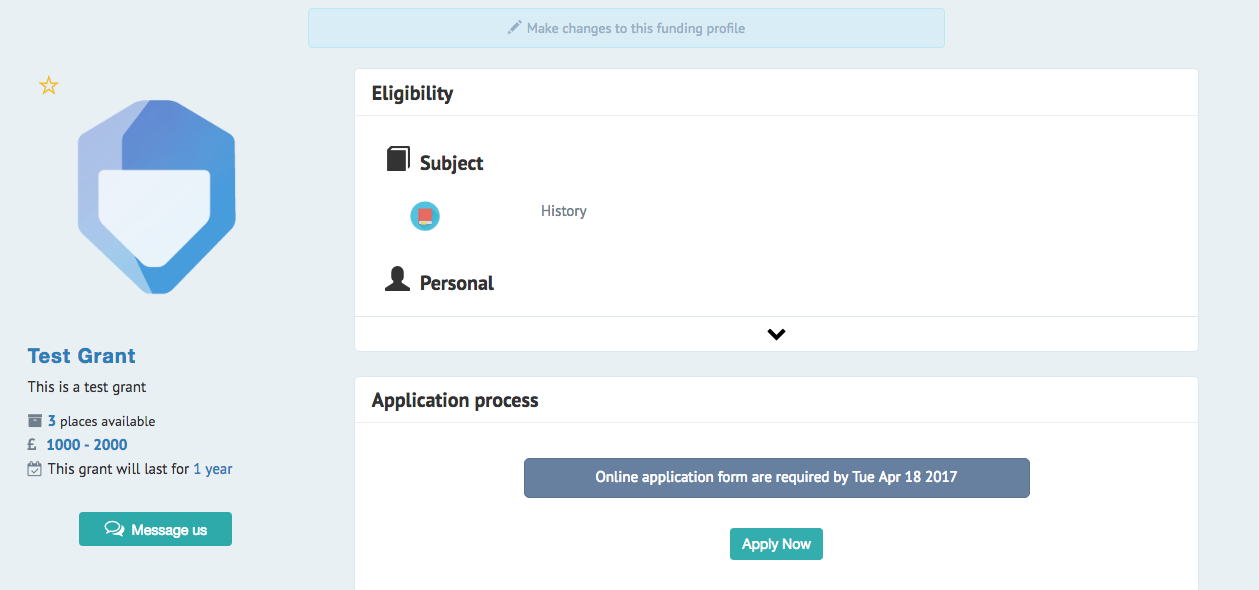 Make changes to this funding profile
Eligibility
Subject
History
Personal
Test Grant
This is a test grant
3 places available
£ 1000 - 2000
This grant will last for 1 year
Message us
Application process
Online application form are required by Tue Apr 18 2017
Apply Now